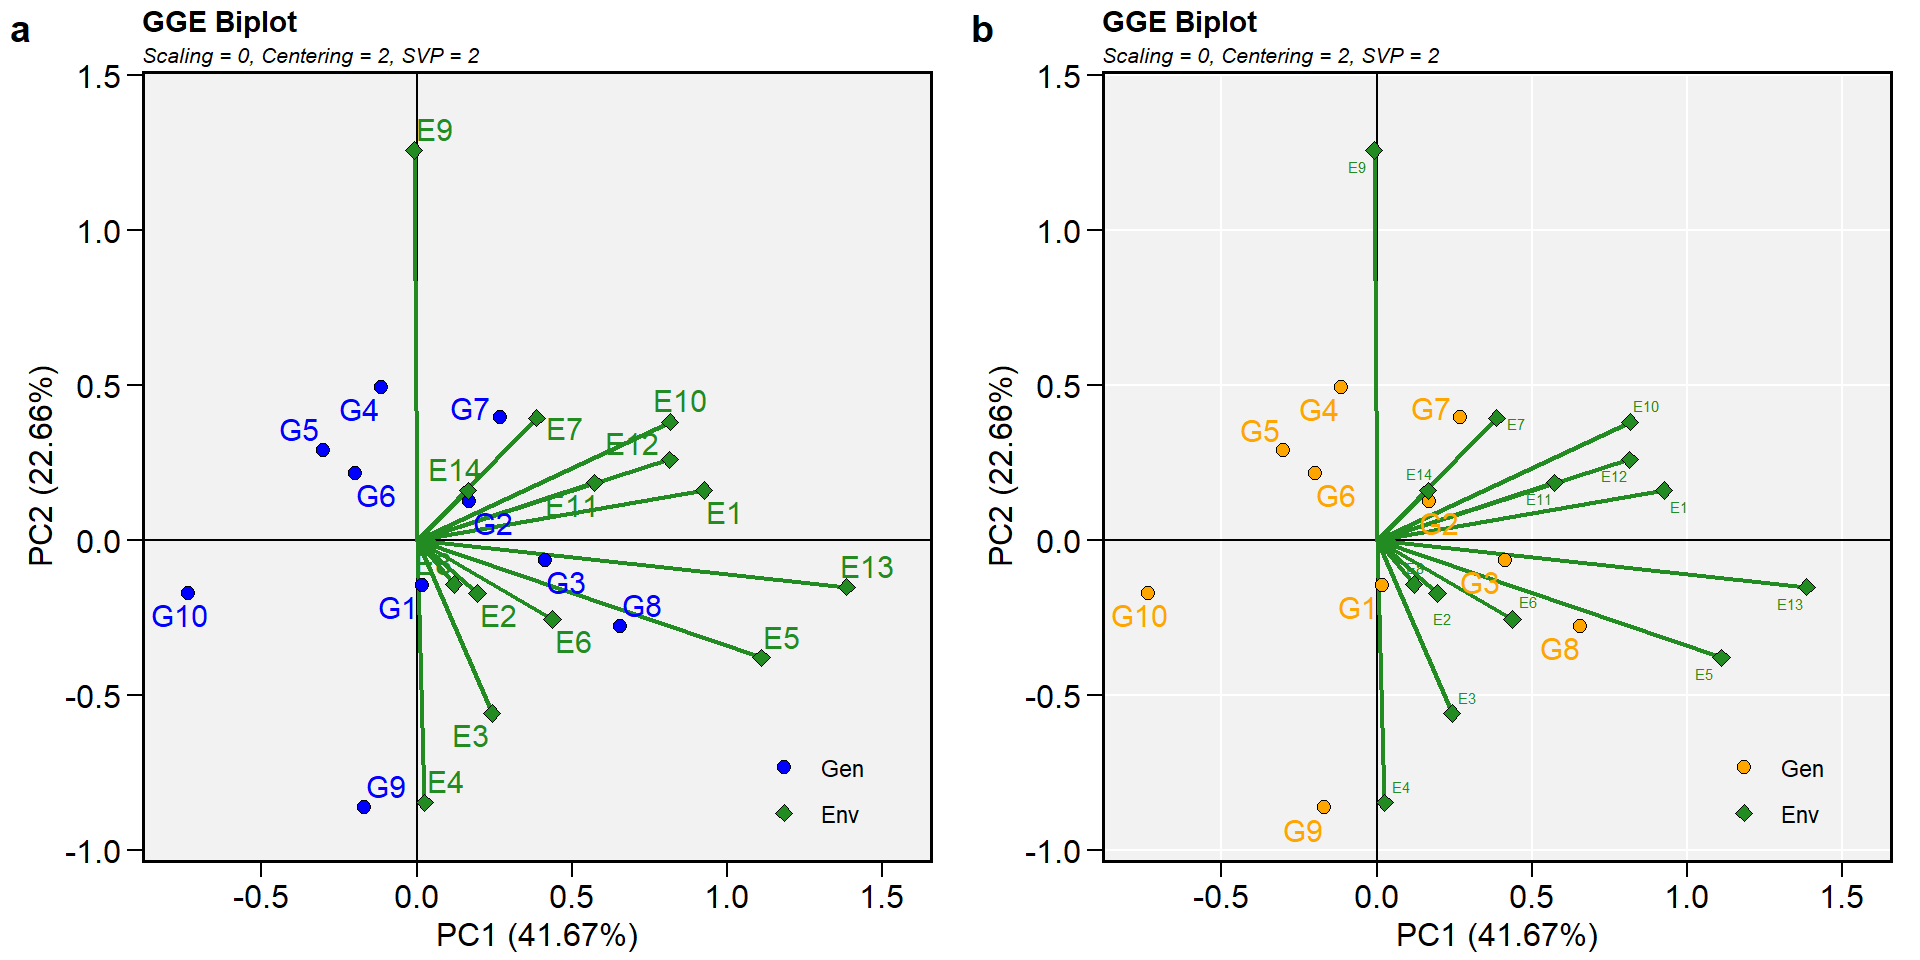 a
GGE Biplot
Scaling = 0, Centering = 2, SVP = 2
1.5
1.0
0.5
0.0
-0.5
-1.0
PC2 (22.66%)
E9
E10
G4
G7
E7
G5
E12
E14
G6
E11
E1
G2
E13
G3
G1
G10
E2
G8
E6
E5
E3
G9
E4
Gen
Env
-0.5
0.0
0.5
1.0
1.5
PC1 (41.67%)
b
GGE Biplot
Scaling = 0, Centering = 2, SVP = 2
1.5
1.0
0.5
0.0
-0.5
-1.0
PC2 (22.66%)
E9
E10
G4
G7
E7
G5
E14
E12
G6
E11
E1
G2
E8
G3
G1
E13
G10
E2
E6
G8
E5
E3
E4
G9
Gen
Env
-0.5
0.0
0.5
1.0
1.5
PC1 (41.67%)